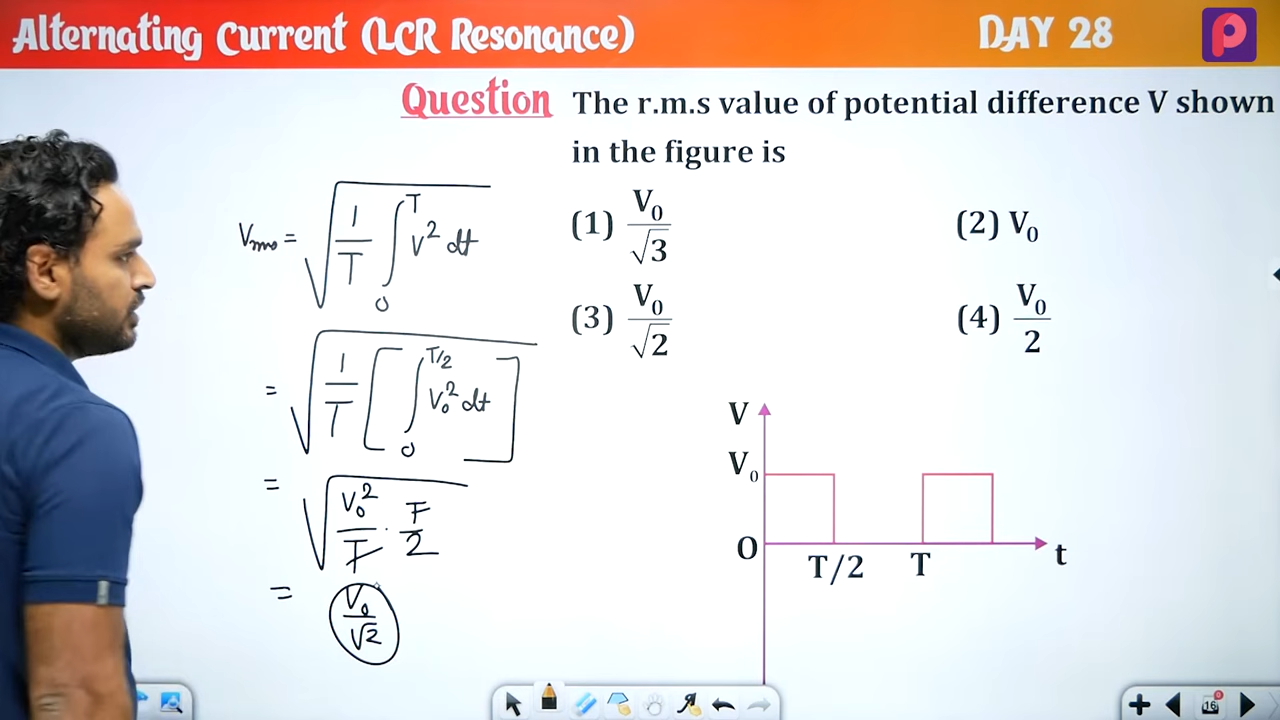 Alternating Current (LCR Resonance)
DAY 28
Question The r.m.s value of potential difference V shown
in the figure is
(1) V₀/√3
(2) V₀
(3) V₀/√2
(4) V₀/2
Vrms = √(1/T ∫₀ᵀ V² dt)
= √(1/T [∫₀^(T/2) V₀² dt])
= √(V₀²/T · T/2)
= V₀/√2
V
V₀
O
T/2
T
t
16